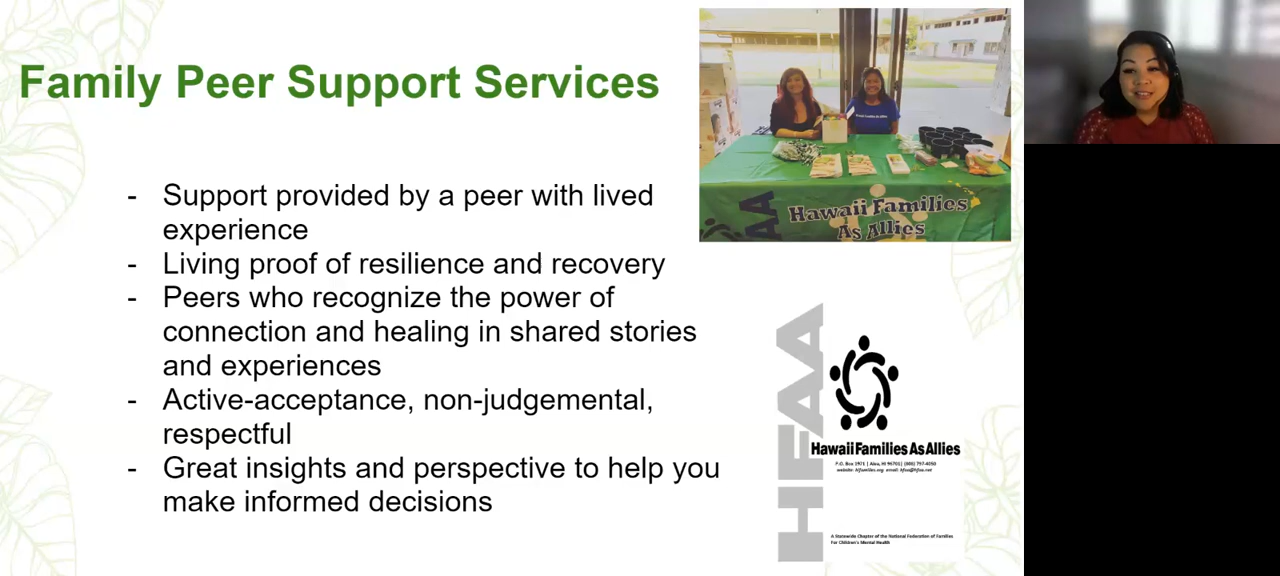 Family Peer Support Services
- Support provided by a peer with lived
experience
- Living proof of resilience and recovery
- Peers who recognize the power of
connection and healing in shared stories
and experiences
- Active-acceptance, non-judgemental,
respectful
- Great insights and perspective to help you
make informed decisions
Hawaii Families
As Allies
HFAA
Hawaii Families As Allies
P.O. Box 1971 | Aiea, HI 96701 | (808) 797-4050
A Statewide Chapter of the National Federation of Families
For Children's Mental Health